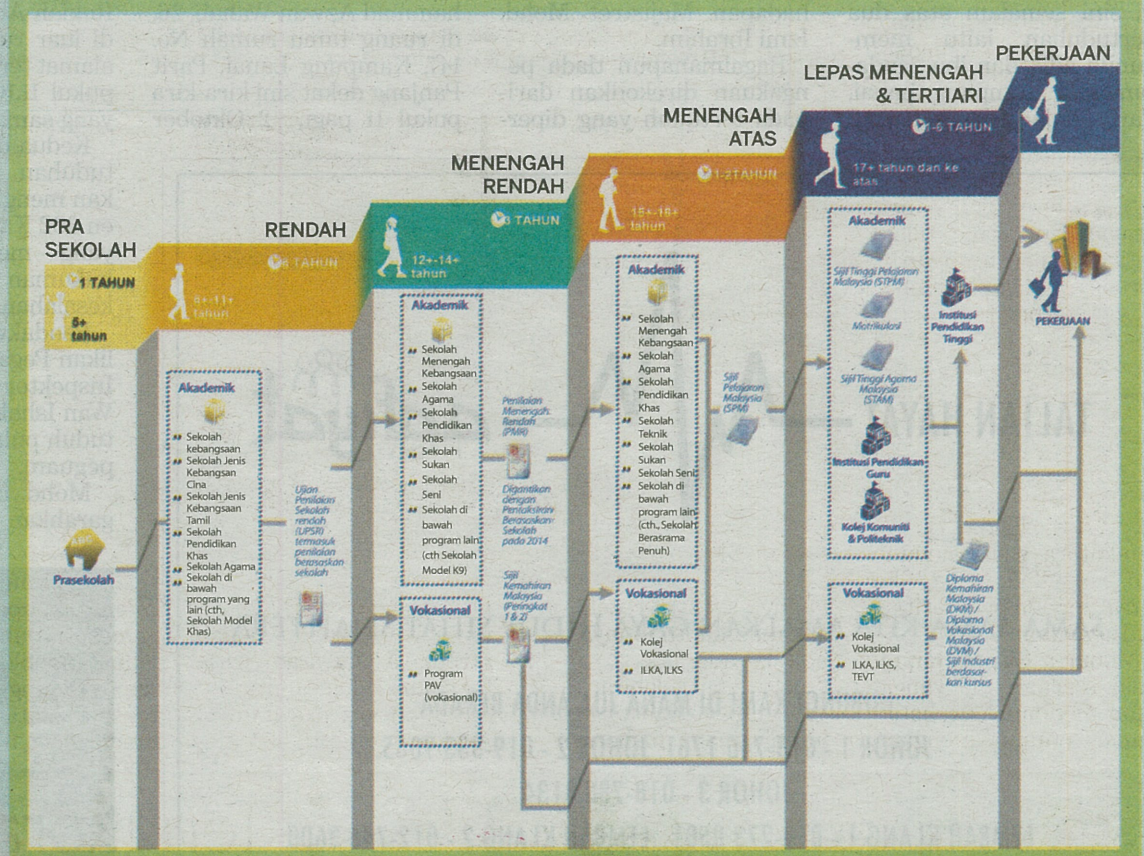 PRA
SEKOLAH
1 TAHUN
5+
tahun
Prasekolah
RENDAH
6 TAHUN
6+-11+
tahun
Akademik
Sekolah
kebangsaan
Sekolah Jenis
Kebangsan
Cina
Sekolah Jenis
Kebangsaan
Tamil
Sekolah
Pendidikan
Khas
Sekolah Agama
Sekolah di
bawah
program yang
lain (cth,
Sekolah Model
Khas)
Ujian
Penilaian
Sekolah
rendah
(UPSR)
termasuk
penilaian
berasaskan
sekolah
MENENGAH
RENDAH
3 TAHUN
12+-14+
tahun
Akademik
Sekolah
Menengah
Kebangsaan
Sekolah
Agama
Sekolah
Pendidikan
Khas
Sekolah
Sukan
Sekolah
Seni
Sekolah di
bawah
program lain
(cth Sekolah
Model K9)
Vokasional
Program
PAV
(vokasional)
Penilaian
Menengah
Rendah
(PMR)
Digantikan
dengan
Pentaksiran
Berasaskan
Sekolah
pada 2014
Sijil
Kemahiran
Malaysia
(Peringkat
1 & 2)
MENENGAH
ATAS
1-2TAHUN
15+-16+
tahun
Akademik
Sekolah
Menengah
Kebangsaan
Sekolah
Agama
Sekolah
Pendidikan
Khas
Sekolah
Teknik
Sekolah
Sukan
Sekolah Seni
Sekolah di
bawah
program lain
(cth., Sekolah
Berasrama
Penuh)
Vokasional
Kolej
Vokasional
ILKA, ILKS
Sijil
Pelajaran
Malaysia
(SPM)
LEPAS MENENGAH
& TERTIARI
1-6 TAHUN
17+ tahun dan ke
atas
Akademik
Sijil Tinggi Pelajaran
Malaysia (STPM)
Matrikulasi
Sijil Tinggi Agama
Malaysia
(STAM)
Institusi Pendidikan
Guru
Kolej Komuniti
& Politeknik
Vokasional
Kolej
Vokasional
ILKA, ILKS,
TEVT
Institusi
Pendidikan
Tinggi
Diploma
Kemahiran
Malaysia
(DKM) /
Diploma
Vokasional
Malaysia
(DVM) /
Sijil industri
berdasar-
kan kursus
PEKERJAAN
PEKERJAAN